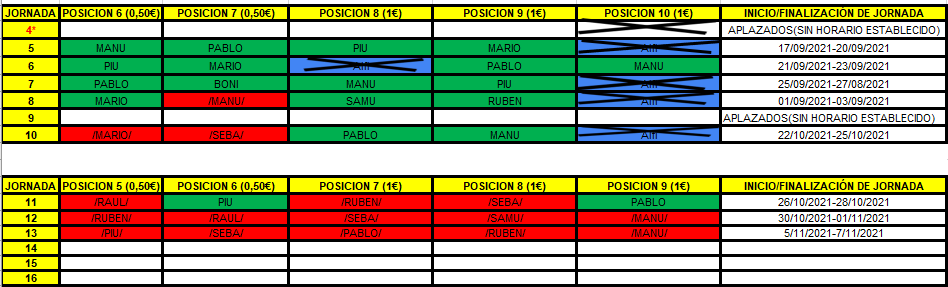 JORNADA POSICION 6 (0,50€) POSICION 7 (0,50€) POSICION 8 (1€) POSICION 9 (1€) POSICION 10 (1€) INICIO/FINALIZACIÓN DE JORNADA
4* APLAZADOS(SIN HORARIO ESTABLECIDO)
5 MANU PABLO PIU MARIO Alfi 17/09/2021-20/09/2021
6 PIU MARIO Alfi PABLO MANU 21/09/2021-23/09/2021
7 PABLO BONI MANU PIU Alfi 25/09/2021-27/08/2021
8 MARIO /MANU/ SAMU RUBEN Alfi 01/09/2021-03/09/2021
9 APLAZADOS(SIN HORARIO ESTABLECIDO)
10 /MARIO/ /SEBA/ PABLO MANU Alfi 22/10/2021-25/10/2021
JORNADA POSICION 5 (0,50€) POSICION 6 (0,50€) POSICION 7 (1€) POSICION 8 (1€) POSICION 9 (1€) INICIO/FINALIZACIÓN DE JORNADA
11 /RAUL/ PIU /RUBEN/ /SEBA/ PABLO 26/10/2021-28/10/2021
12 /RUBEN/ /RAUL/ /SEBA/ /SAMU/ /MANU/ 30/10/2021-01/11/2021
13 /PIU/ /SEBA/ /PABLO/ /RUBEN/ /MANU/ 5/11/2021-7/11/2021
14
15
16